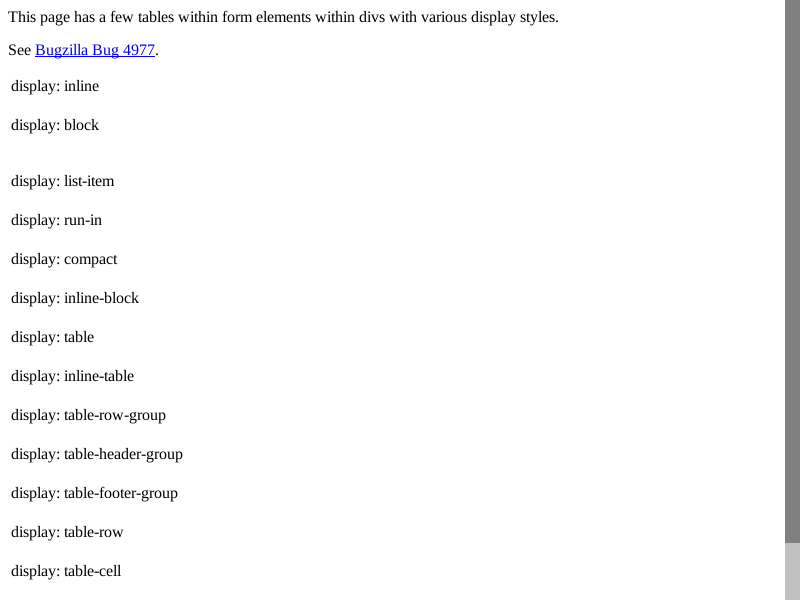 This page has a few tables within form elements within divs with various display styles.
See Bugzilla Bug 4977.
display: inline
display: block
display: list-item
display: run-in
display: compact
display: inline-block
display: table
display: inline-table
display: table-row-group
display: table-header-group
display: table-footer-group
display: table-row
display: table-cell